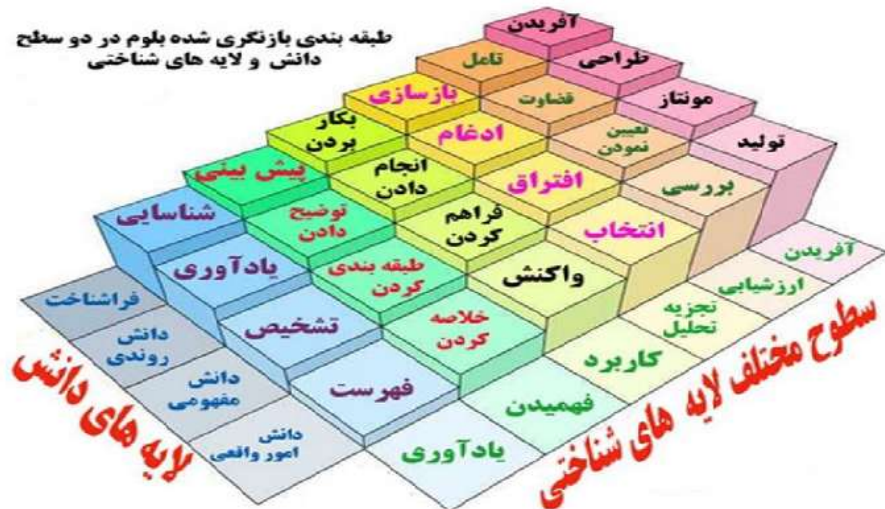 طبقه بندی بازنگری شده بلوم در دو سطح
دانش و لایه های شناختی
آفریدن
طراحی
مونتاز
تولید
تامل
قضاوت
تعیین
نمودن
بررسی
بازسازی
ادغام
افتراق
انتخاب
بکار
بردن
انجام
دادن
فراهم
کردن
واکنش
پیش بینی
توضیح
دادن
طبقه بندی
کردن
خلاصه
کردن
شناسایی
یادآوری
تشخیص
فهرست
فراشناخت
دانش
روندی
دانش
مفهومی
دانش
امور واقعی
یادآوری
فهمیدن
کاربرد
تجزیه
تحلیل
ارزشیابی
آفریدن
لایه های دانش
سطوح مختلف لایه های شناختی